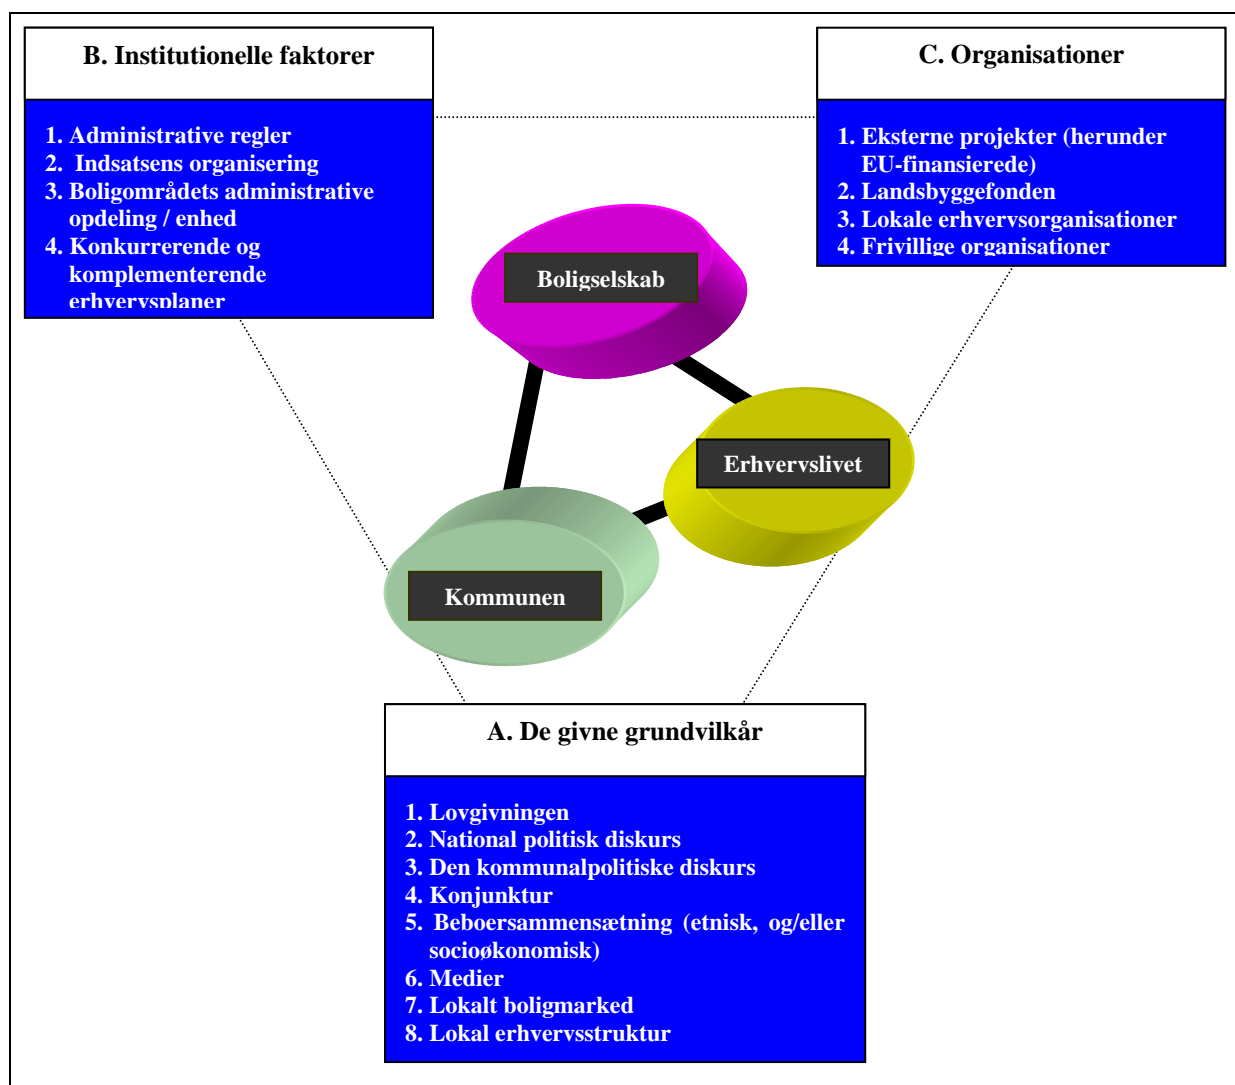 B. Institutionelle faktorer
1. Administrative regler
2. Indsatsens organisering
3. Boligområdets administrative
opdeling / enhed
4. Konkurrerende og
komplementerende
erhvervsplaner
C. Organisationer
1. Eksterne projekter (herunder
EU-finansierede)
2. Landsbyggefonden
3. Lokale erhvervsorganisationer
4. Frivillige organisationer
Boligselskab
Erhvervslivet
Kommunen
A. De givne grundvilkår
1. Lovgivningen
2. National politisk diskurs
3. Den kommunalpolitiske diskurs
4. Konjunktur
5. Beboersammensætning (etnisk, og/eller
socioøkonomisk)
6. Medier
7. Lokalt boligmarked
8. Lokal erhvervsstruktur